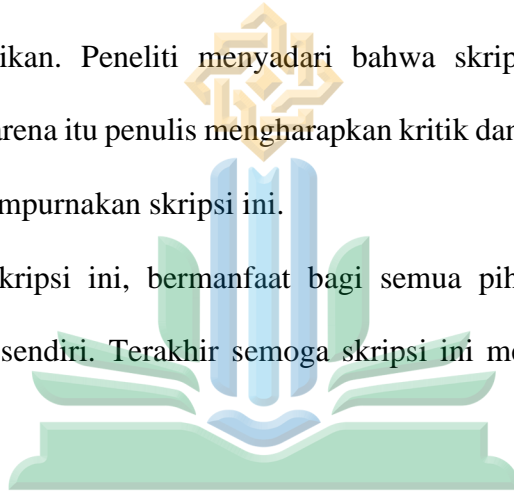 ikan. Peneliti menyadari bahwa skrip
arena itu penulis mengharapkan kritik dan
mpurnakan skripsi ini.
kripsi ini, bermanfaat bagi semua pih
sendiri. Terakhir semoga skripsi ini me